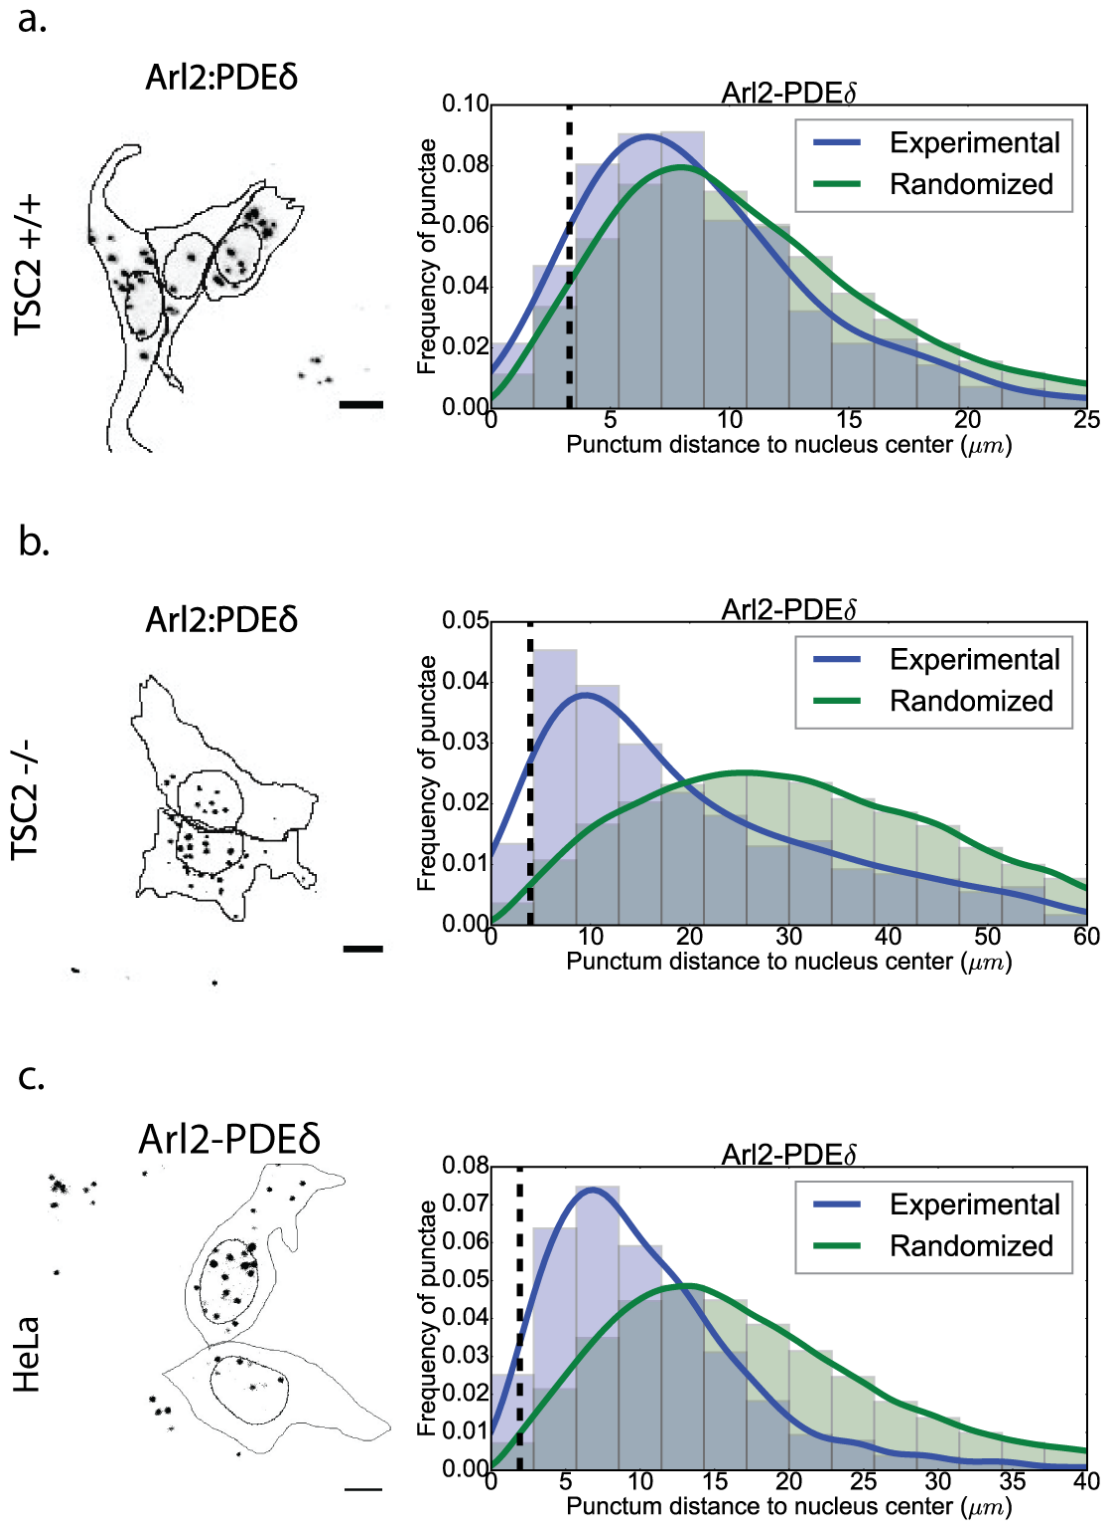 a.
Arl2:PDEδ
TSC2 +/+
Arl2-PDEδ
Frequency of punctae
0.10
0.08
0.06
0.04
0.02
0.00
Experimental
Randomized
0 5 10 15 20 25
Punctum distance to nucleus center (μm)
b.
Arl2:PDEδ
TSC2 -/-
Arl2-PDEδ
Frequency of punctae
0.05
0.04
0.03
0.02
0.01
0.00
Experimental
Randomized
0 10 20 30 40 50 60
Punctum distance to nucleus center (μm)
c.
Arl2-PDEδ
HeLa
Arl2-PDEδ
Frequency of punctae
0.08
0.07
0.06
0.05
0.04
0.03
0.02
0.01
0.00
Experimental
Randomized
0 5 10 15 20 25 30 35 40
Punctum distance to nucleus center (μm)